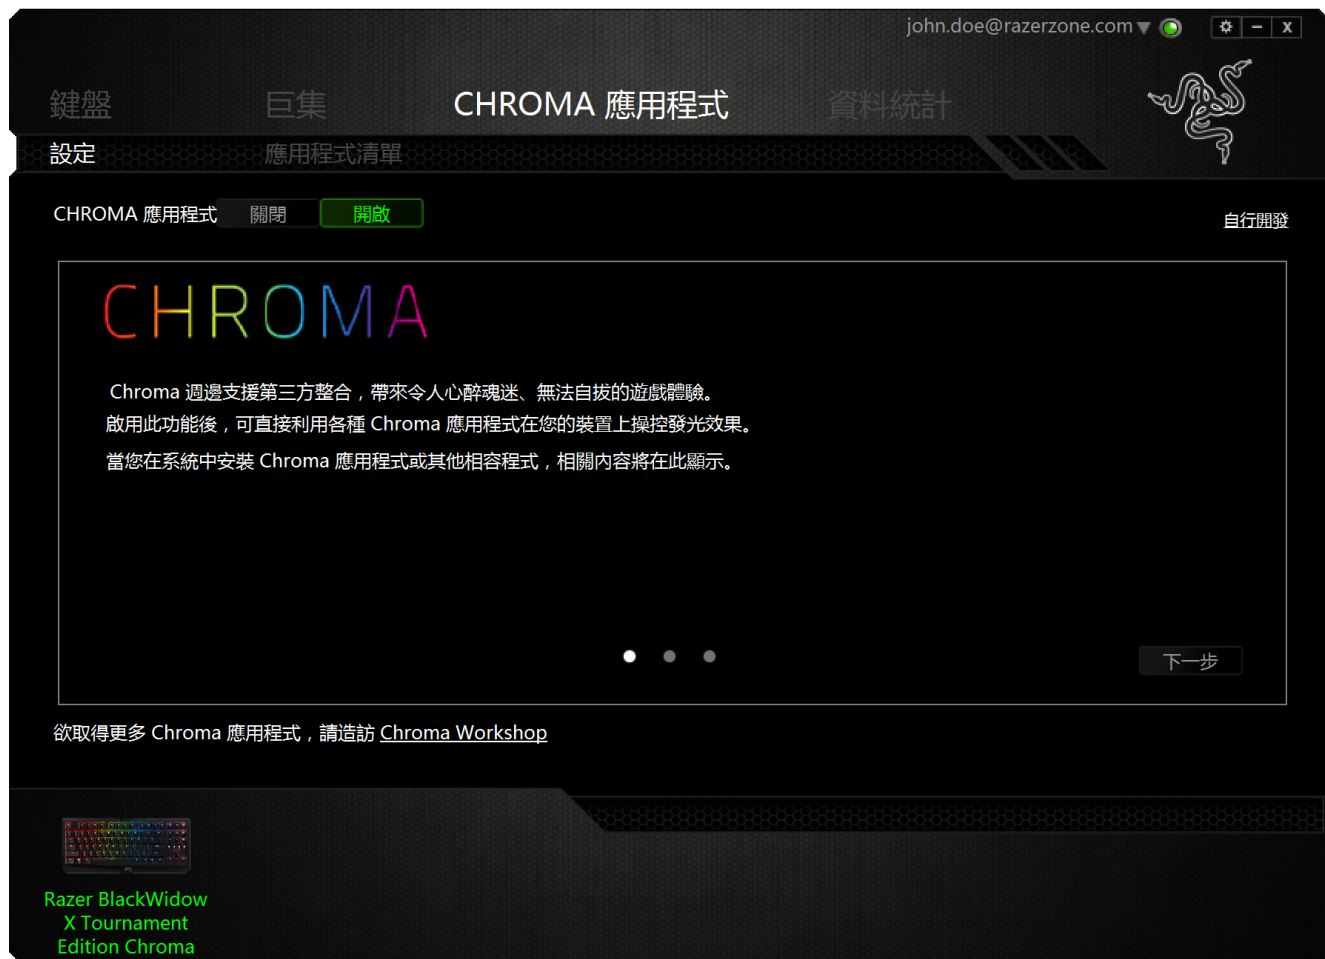 john.doe@razerzone.com
鍵盤 巨集 CHROMA 應用程式 資料統計
設定 應用程式清單
CHROMA 應用程式 關閉 開啟
自行開發
CHROMA
Chroma 週邊支援第三方整合，帶來令人心醉魂迷、無法自拔的遊戲體驗。
啟用此功能後，可直接利用各種 Chroma 應用程式在您的裝置上操控發光效果。
當您在系統中安裝 Chroma 應用程式或其他相容程式，相關內容將在此顯示。
下一步
欲取得更多 Chroma 應用程式，請造訪 Chroma Workshop
Razer BlackWidow
X Tournament
Edition Chroma